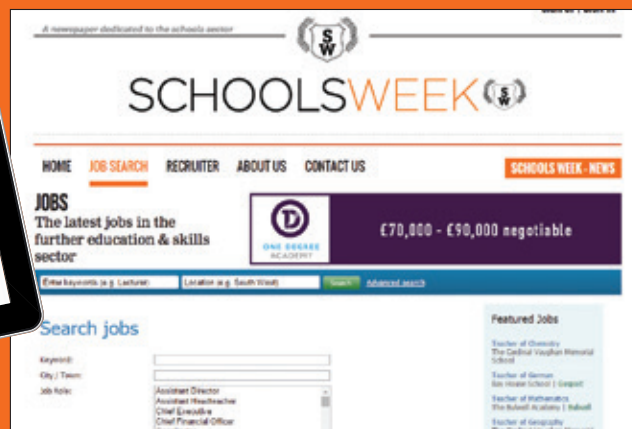 A newspaper dedicated to the schools sector
SW
SCHOOLSWEEK
SW
HOME JOB SEARCH RECRUITER ABOUT US CONTACT US
SCHOOLS WEEK - NEWS
JOBS
The latest jobs in the
further education & skills
sector
D
ONE DEGREE
ACADEMY
£70,000 - £90,000 negotiable
Enter keywords (e.g. Lecturer)
Location (e.g. South West)
Search
Advanced search
Search jobs
Keyword:
City / Town:
Job Role:
Assistant Director
Assistant Headteacher
Chief Executive
Chief Financial Officer
Featured Jobs
Teacher of Chemistry
The Cardinal Vaughan Memorial
School
Teacher of German
Bay House School | Gosport
Teacher of Mathematics
The Bulwell Academy | Bulwell
Teacher of Geography